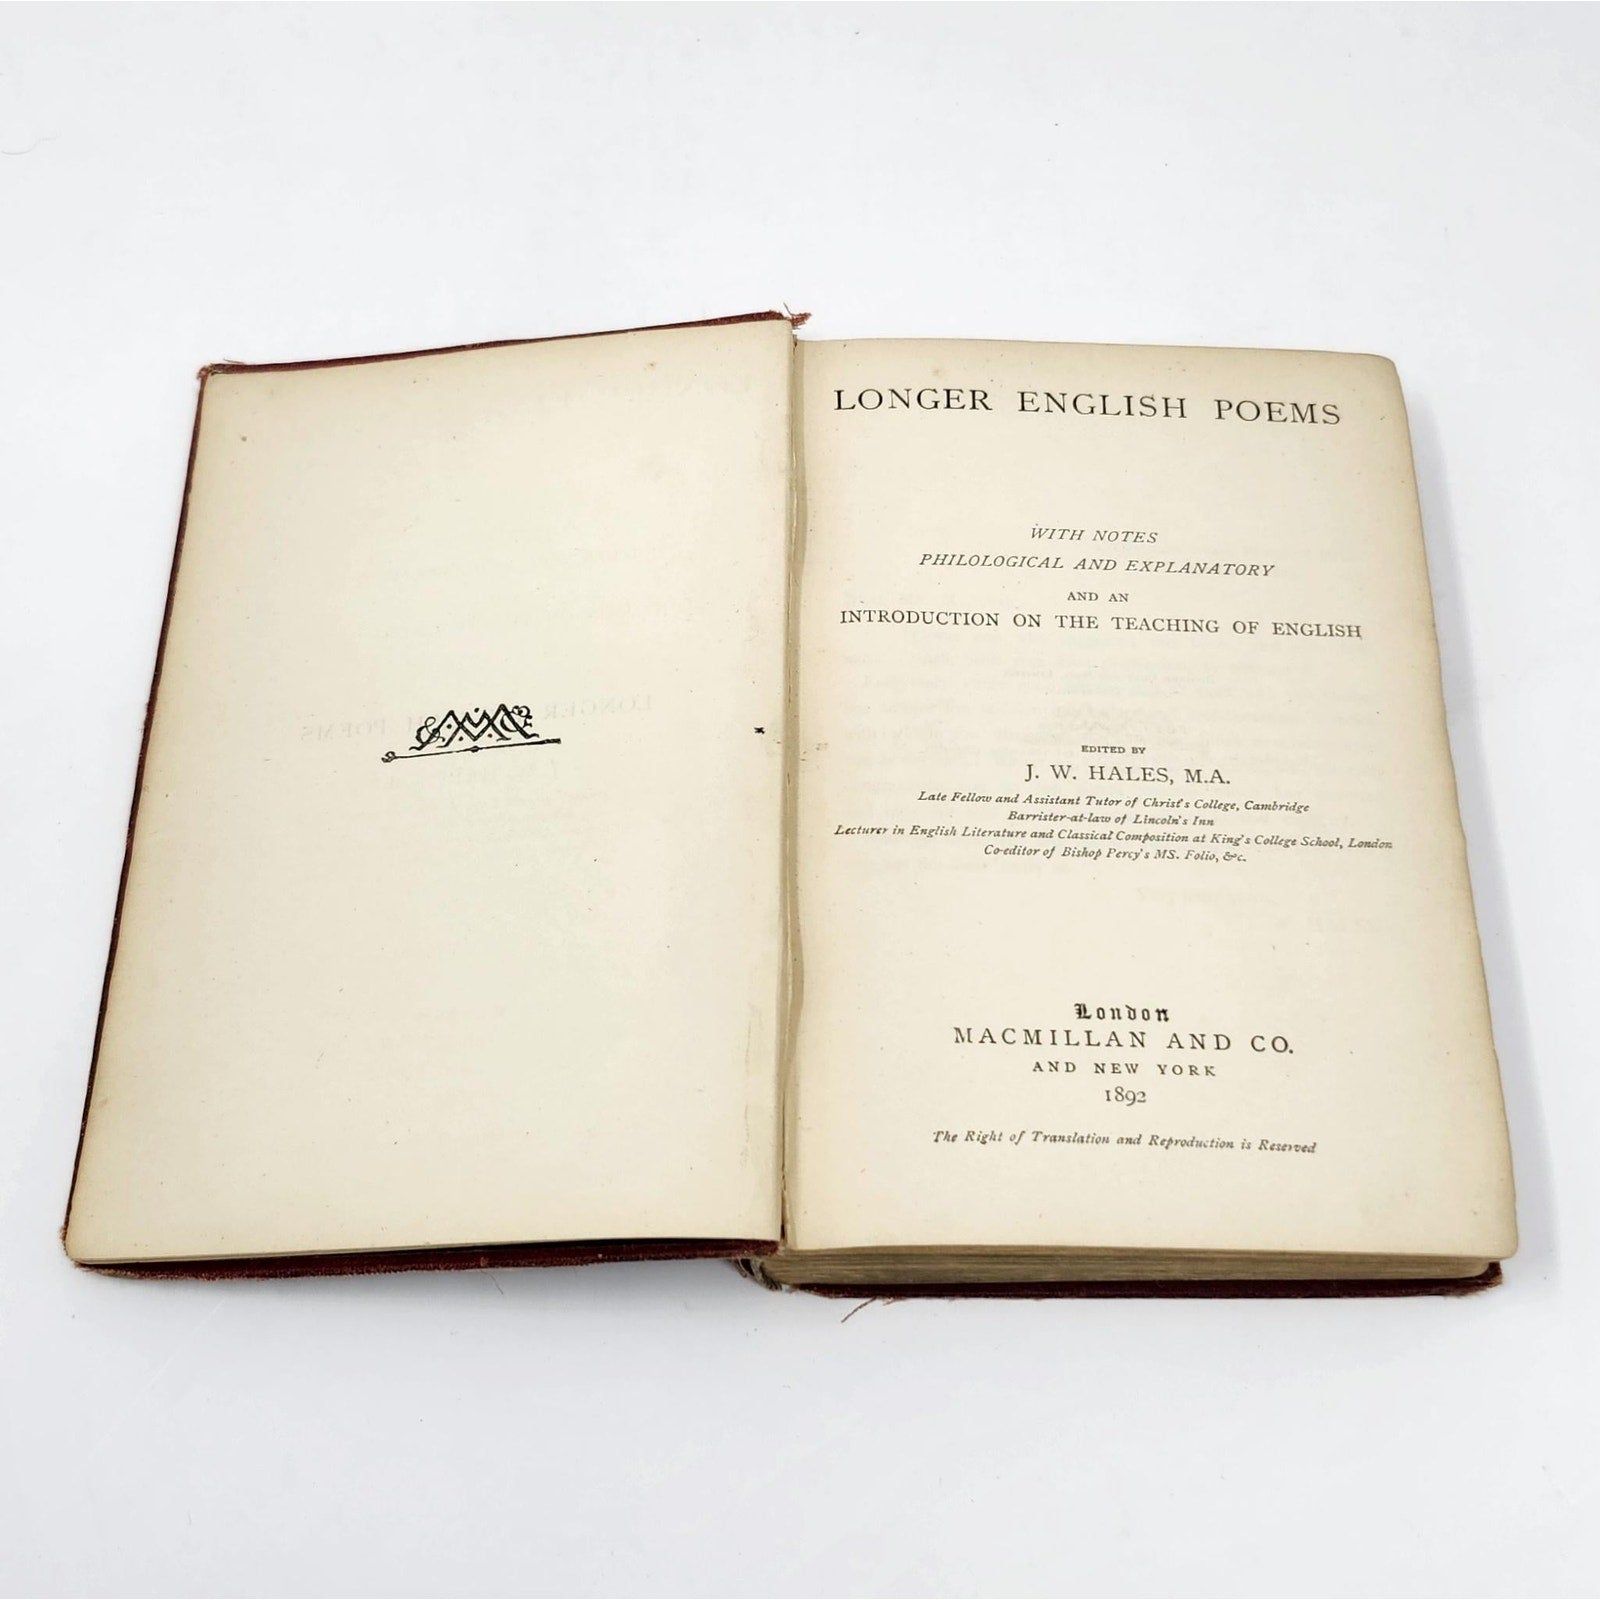 LONGER ENGLISH POEMS
WITH NOTES
PHILOLOGICAL AND EXPLANATORY
AND AN
INTRODUCTION ON THE TEACHING OF ENGLISH
EDITED BY
J. W. HALES, M.A.
Late Fellow and Assistant Tutor of Christ's College, Cambridge
Barrister-at-law of Lincoln's Inn
Lecturer in English Literature and Classical Composition at King's College School, London
Co-editor of Bishop Percy's MS. Folio, &c.
London
MACMILLAN AND CO.
AND NEW YORK
1892
The Right of Translation and Reproduction is Reserved